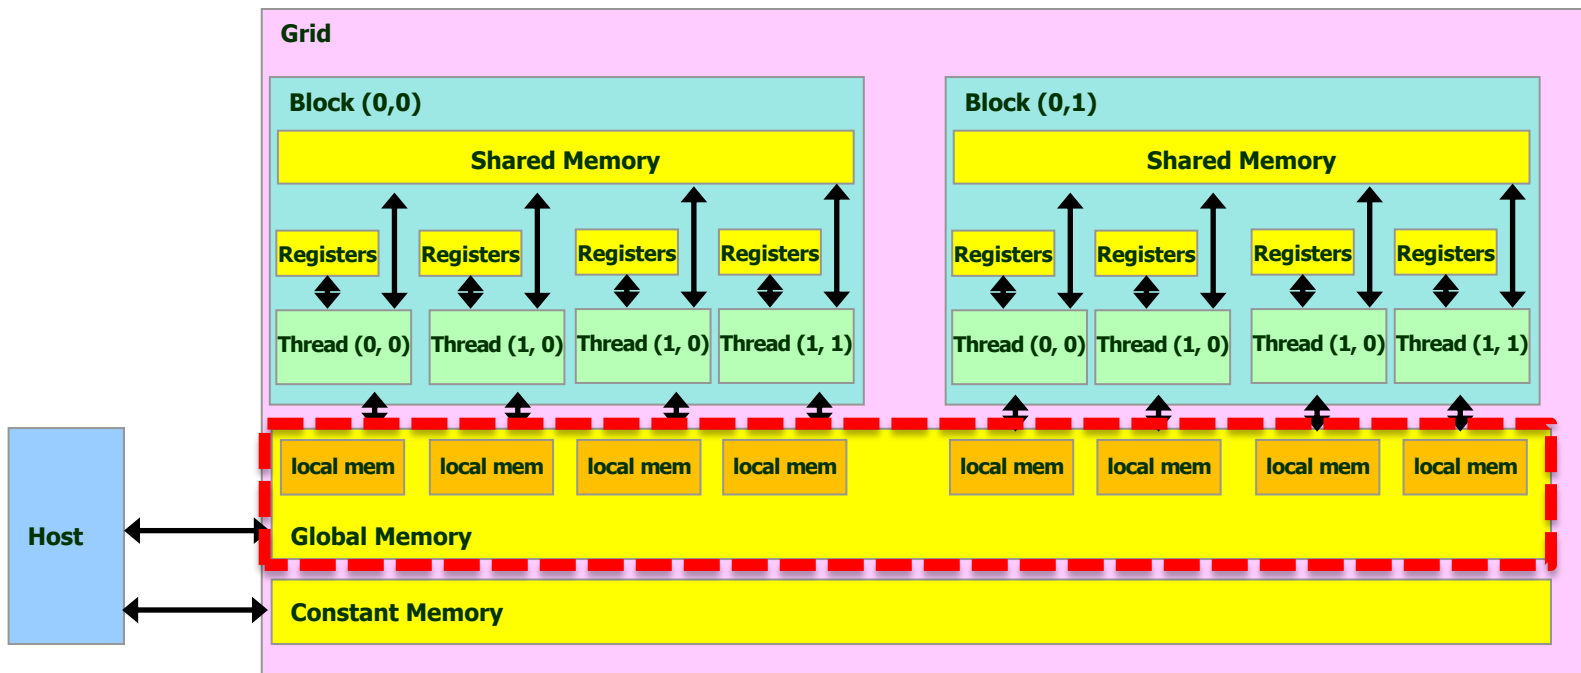 Grid
Block (0,0)
Block (0,1)
Shared Memory
Shared Memory
Registers
Registers
Registers
Registers
Registers
Registers
Registers
Registers
Thread (0, 0)
Thread (1, 0)
Thread (1, 0)
Thread (1, 1)
Thread (0, 0)
Thread (1, 0)
Thread (1, 0)
Thread (1, 1)
local mem
local mem
local mem
local mem
local mem
local mem
local mem
local mem
Host
Global Memory
Constant Memory